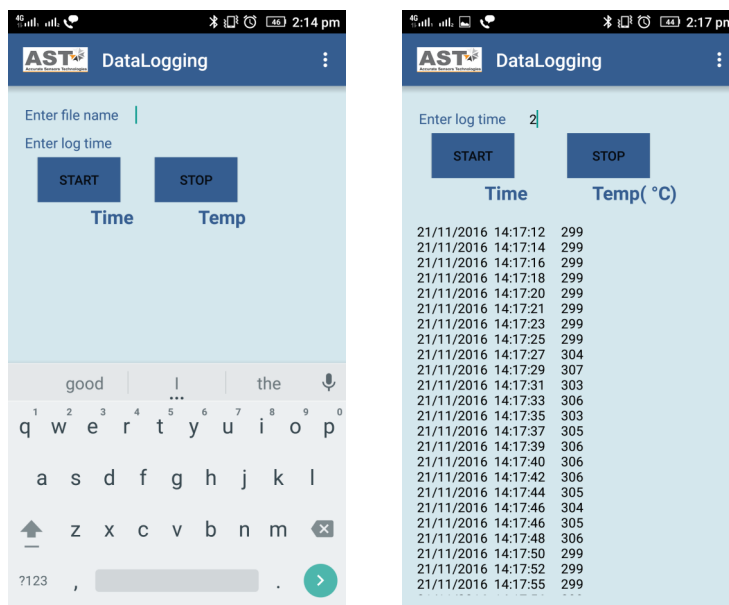 4G 46 2:14 pm
AST DataLogging
Accurate Sensors Technologies
Enter file name
Enter log time
START STOP
Time Temp
good I the
1 2 3 4 5 6 7 8 9 0
q w e r t y u i o p
a s d f g h j k l
z x c v b n m
?123 , .
4G 44 2:17 pm
AST DataLogging
Accurate Sensors Technologies
Enter log time 2
START STOP
Time Temp( °C)
21/11/2016 14:17:12 299
21/11/2016 14:17:14 299
21/11/2016 14:17:16 299
21/11/2016 14:17:18 299
21/11/2016 14:17:20 299
21/11/2016 14:17:21 299
21/11/2016 14:17:23 299
21/11/2016 14:17:25 299
21/11/2016 14:17:27 304
21/11/2016 14:17:29 307
21/11/2016 14:17:31 303
21/11/2016 14:17:33 306
21/11/2016 14:17:35 303
21/11/2016 14:17:37 305
21/11/2016 14:17:39 306
21/11/2016 14:17:40 306
21/11/2016 14:17:42 306
21/11/2016 14:17:44 305
21/11/2016 14:17:46 304
21/11/2016 14:17:46 305
21/11/2016 14:17:48 306
21/11/2016 14:17:50 299
21/11/2016 14:17:52 299
21/11/2016 14:17:55 299